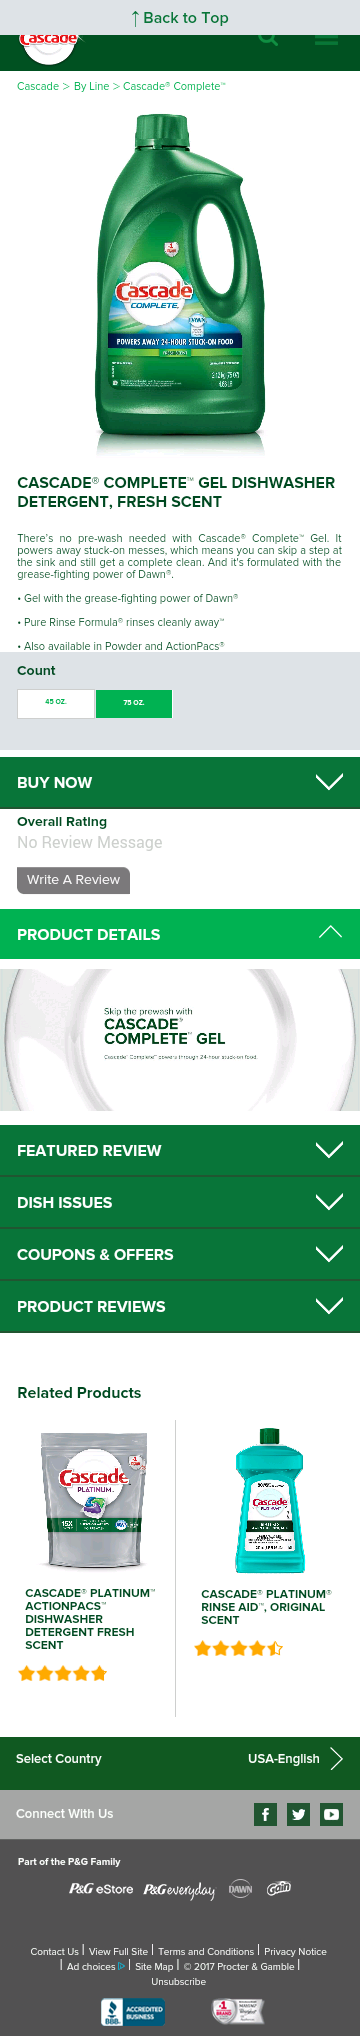 ↑ Back to Top
Cascade
Cascade > By Line > Cascade® Complete™
Cascade
COMPLETE.
DAWN
POWERS AWAY 24-HOUR STUCK-ON FOOD
CASCADE® COMPLETE™ GEL DISHWASHER
DETERGENT, FRESH SCENT
There's no pre-wash needed with Cascade® Complete™ Gel. It
powers away stuck-on messes, which means you can skip a step at
the sink and still get a complete clean. And it's formulated with the
grease-fighting power of Dawn®.
• Gel with the grease-fighting power of Dawn®
• Pure Rinse Formula® rinses cleanly away™
• Also available in Powder and ActionPacs®
Count
45 OZ.
75 OZ.
BUY NOW
Overall Rating
No Review Message
Write A Review
PRODUCT DETAILS
Skip the prewash with
CASCADE®
COMPLETE™ GEL
Cascade® Complete™ powers through 24-hour stuck-on food.
FEATURED REVIEW
DISH ISSUES
COUPONS & OFFERS
PRODUCT REVIEWS
Related Products
Cascade
PLATINUM
Cascade
PLATINUM
CASCADE® PLATINUM™
ACTIONPACS™
DISHWASHER
DETERGENT FRESH
SCENT
CASCADE® PLATINUM®
RINSE AID™, ORIGINAL
SCENT
Select Country
USA-English
Connect With Us
Part of the P&G Family
P&G eStore
P&G everyday
DAWN
Gain
Contact Us | View Full Site | Terms and Conditions | Privacy Notice
| Ad choices | Site Map | © 2017 Procter & Gamble |
Unsubscribe
BBB
ACCREDITED
BUSINESS